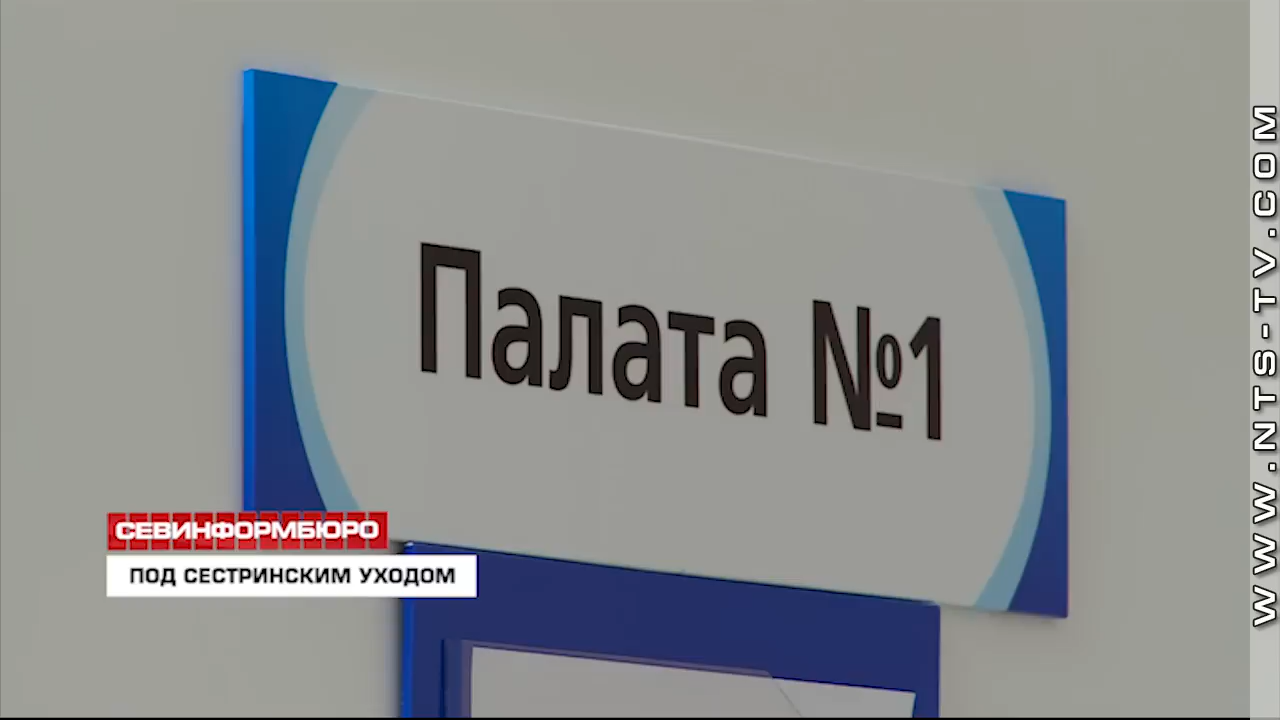 Палата №1
СЕВИНФОРМБЮРО
ПОД СЕСТРИНСКИМ УХОДОМ
WWW.NTS-TV.COM